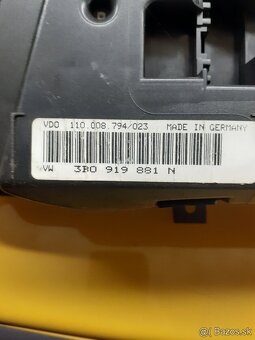 VDO 110.008.794/023 MADE IN GERMANY
VW 3B0 919 881 N
© Bazos.sk